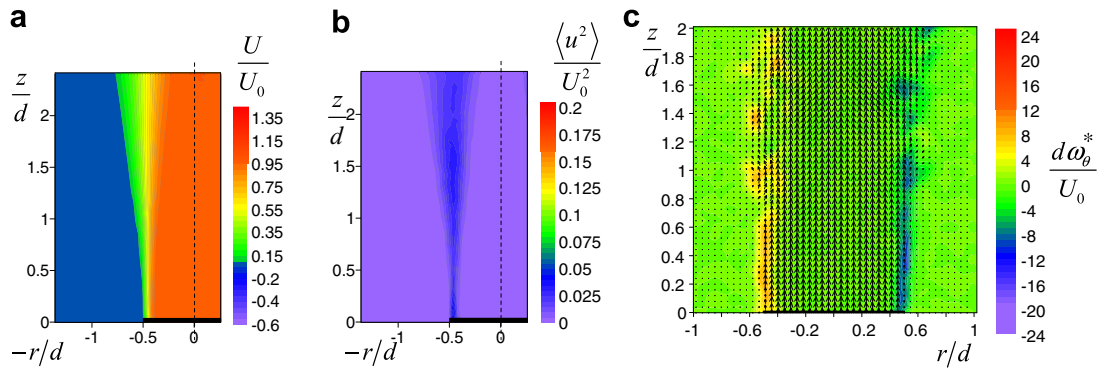 a
U
U0
z
d
2
1.5
1
0.5
0
-1 -0.5 0
−r/d
1.35
1.15
0.95
0.75
0.55
0.35
0.15
-0.2
-0.4
-0.6
b
⟨u²⟩
U0²
z
d
2
1.5
1
0.5
0
-1 -0.5 0
−r/d
0.2
0.175
0.15
0.125
0.1
0.075
0.05
0.025
0
c
z
d
2
1.8
1.6
1.4
1.2
1
0.8
0.6
0.4
0.2
0
-1 -0.6 -0.2 0.2 0.6 1
r/d
24
20
16
12
8
4
0
-4
-8
-12
-16
-20
-24
dω*θ
U0